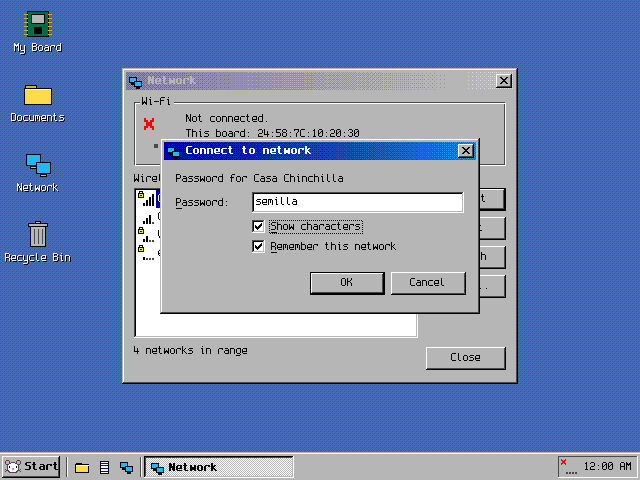 My Board
Documents
Network
Recycle Bin
Network
Wi-Fi
Not connected.
This board: 24:58:7C:10:20:30
Connect to network
Password for Casa Chinchilla
Password: semilla
Show characters
Remember this network
OK
Cancel
4 networks in range
Close
Start
Network
12:00 AM